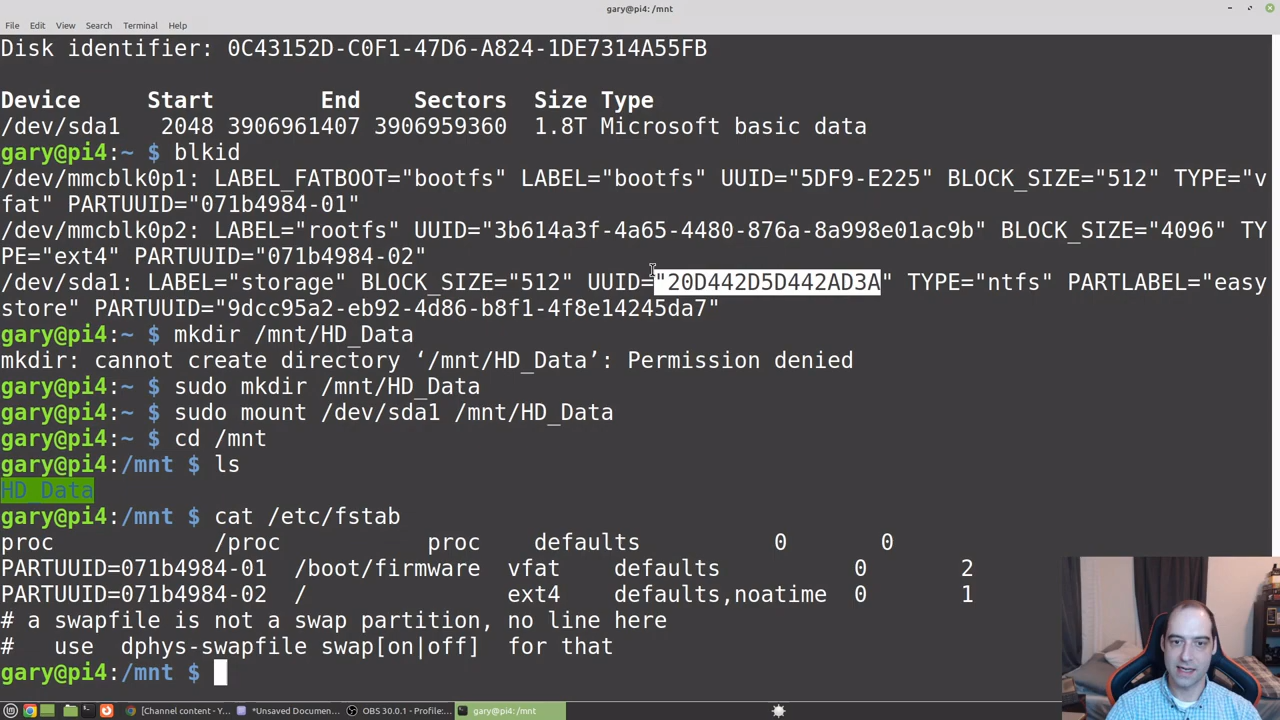 gary@pi4: /mnt
File Edit View Search Terminal Help
Disk identifier: 0C43152D-C0F1-47D6-A824-1DE7314A55FB
Device     Start        End    Sectors  Size Type
/dev/sda1   2048 3906961407 3906959360  1.8T Microsoft basic data
gary@pi4:~ $ blkid
/dev/mmcblk0p1: LABEL_FATBOOT="bootfs" LABEL="bootfs" UUID="5DF9-E225" BLOCK_SIZE="512" TYPE="v
fat" PARTUUID="071b4984-01"
/dev/mmcblk0p2: LABEL="rootfs" UUID="3b614a3f-4a65-4480-876a-8a998e01ac9b" BLOCK_SIZE="4096" TY
PE="ext4" PARTUUID="071b4984-02"
/dev/sda1: LABEL="storage" BLOCK_SIZE="512" UUID="20D442D5D442AD3A" TYPE="ntfs" PARTLABEL="easy
store" PARTUUID="9dcc95a2-eb92-4d86-b8f1-4f8e14245da7"
gary@pi4:~ $ mkdir /mnt/HD_Data
mkdir: cannot create directory ‘/mnt/HD_Data’: Permission denied
gary@pi4:~ $ sudo mkdir /mnt/HD_Data
gary@pi4:~ $ sudo mount /dev/sda1 /mnt/HD_Data
gary@pi4:~ $ cd /mnt
gary@pi4:/mnt $ ls
HD_Data
gary@pi4:/mnt $ cat /etc/fstab
proc            /proc           proc    defaults          0       0
PARTUUID=071b4984-01  /boot/firmware  vfat    defaults          0       2
PARTUUID=071b4984-02  /               ext4    defaults,noatime  0       1
# a swapfile is not a swap partition, no line here
#   use  dphys-swapfile swap[on|off]  for that
gary@pi4:/mnt $
[Channel content - Y... *Unsaved Documen... OBS 30.0.1 - Profile:... gary@pi4: /mnt